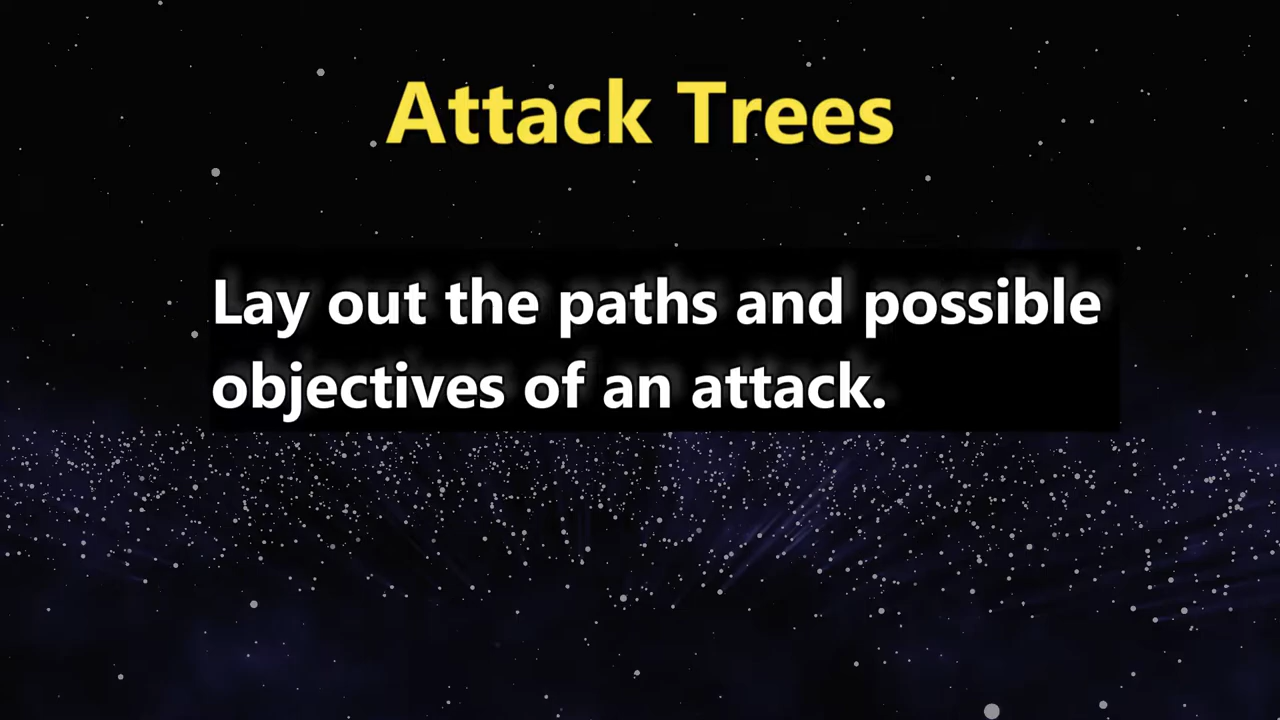 Attack Trees
Lay out the paths and possible
objectives of an attack.